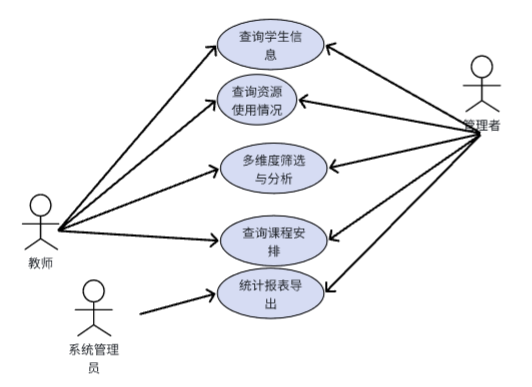 查询学生信
息
查询资源
使用情况
管理者
多维度筛选
与分析
查询课程安
排
教师
统计报表导
出
系统管理
员